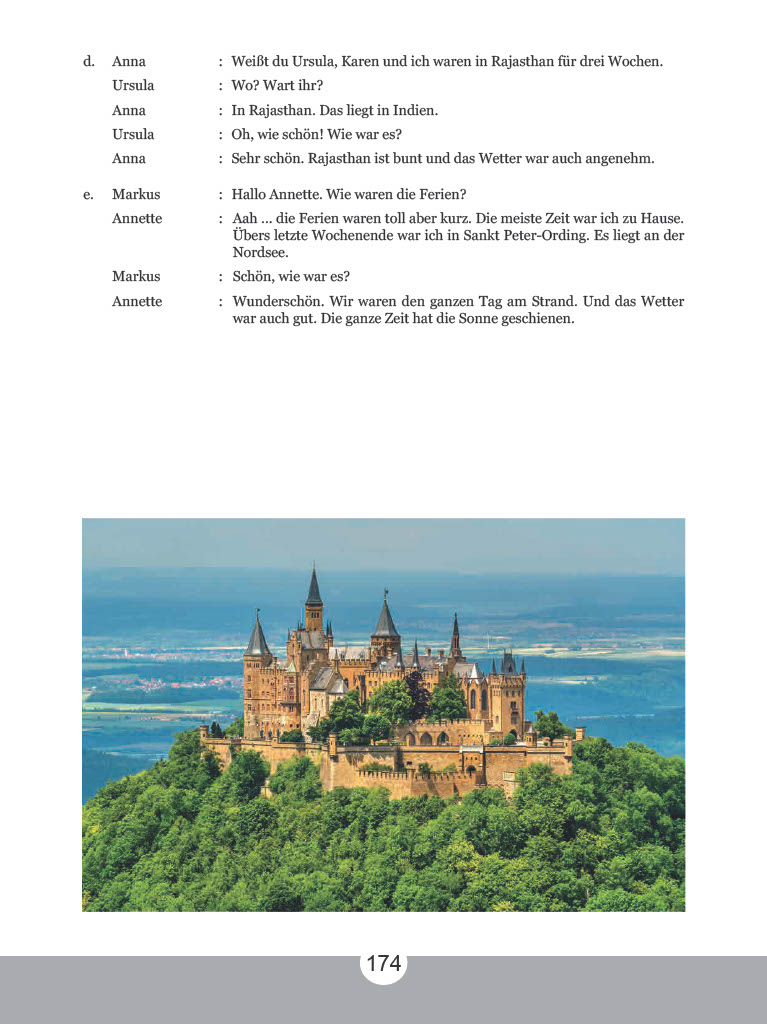 d. Anna : Weißt du Ursula, Karen und ich waren in Rajasthan für drei Wochen.
Ursula : Wo? Wart ihr?
Anna : In Rajasthan. Das liegt in Indien.
Ursula : Oh, wie schön! Wie war es?
Anna : Sehr schön. Rajasthan ist bunt und das Wetter war auch angenehm.
e. Markus : Hallo Annette. Wie waren die Ferien?
Annette : Aah ... die Ferien waren toll aber kurz. Die meiste Zeit war ich zu Hause.
Übers letzte Wochenende war ich in Sankt Peter-Ording. Es liegt an der
Nordsee.
Markus : Schön, wie war es?
Annette : Wunderschön. Wir waren den ganzen Tag am Strand. Und das Wetter
war auch gut. Die ganze Zeit hat die Sonne geschienen.
174